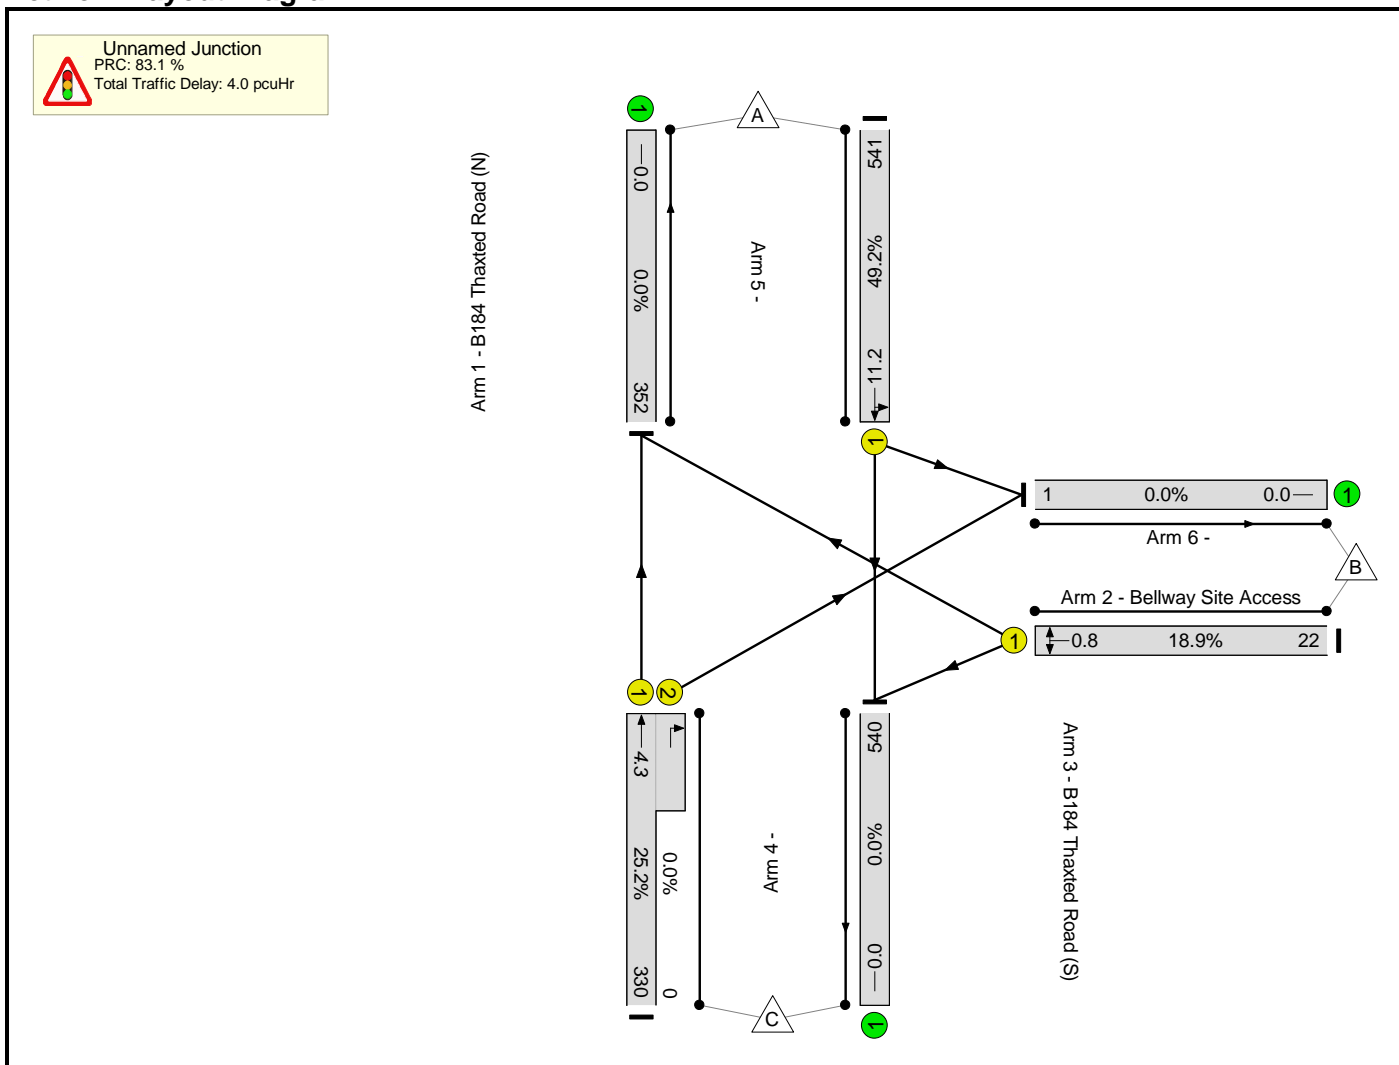 Unnamed Junction
PRC: 83.1 %
Total Traffic Delay: 4.0 pcuHr
Arm 1 - B184 Thaxted Road (N)
1
0.0
0.0%
352
A
Arm 5 -
541
49.2%
11.2
1
1
0.0%
0.0
1
Arm 6 -
B
Arm 2 - Bellway Site Access
1
0.8
18.9%
22
1
2
4.3
25.2%
330
0.0%
0
Arm 4 -
C
540
0.0%
0.0
1
Arm 3 - B184 Thaxted Road (S)